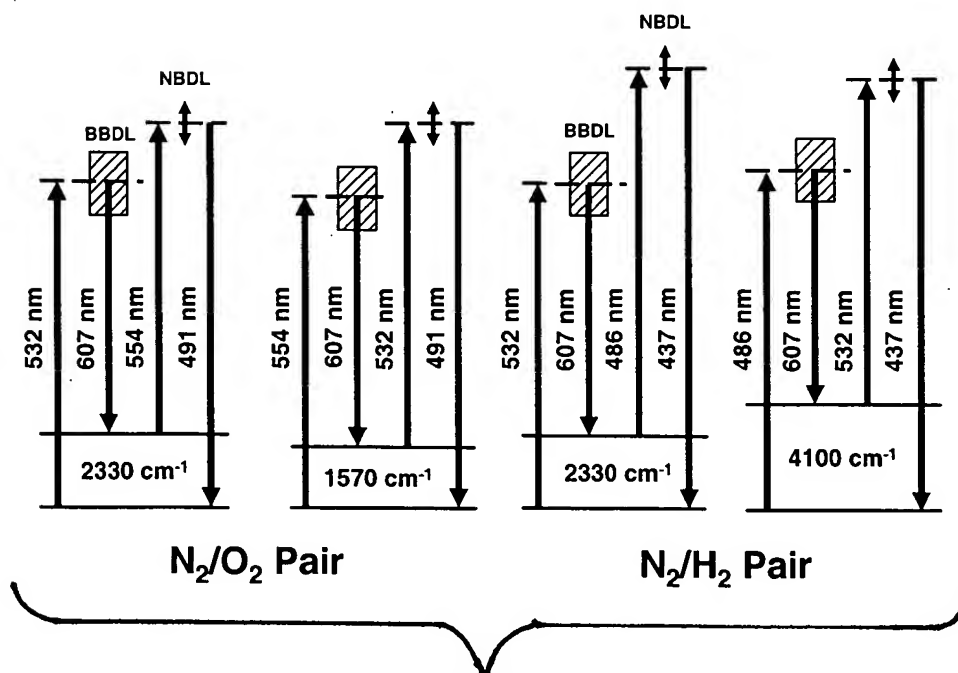 NBDL
NBDL
BBDL
BBDL
532 nm
607 nm
554 nm
491 nm
554 nm
607 nm
532 nm
491 nm
532 nm
607 nm
486 nm
437 nm
486 nm
607 nm
532 nm
437 nm
2330 cm⁻¹
1570 cm⁻¹
2330 cm⁻¹
4100 cm⁻¹
N₂/O₂ Pair
N₂/H₂ Pair